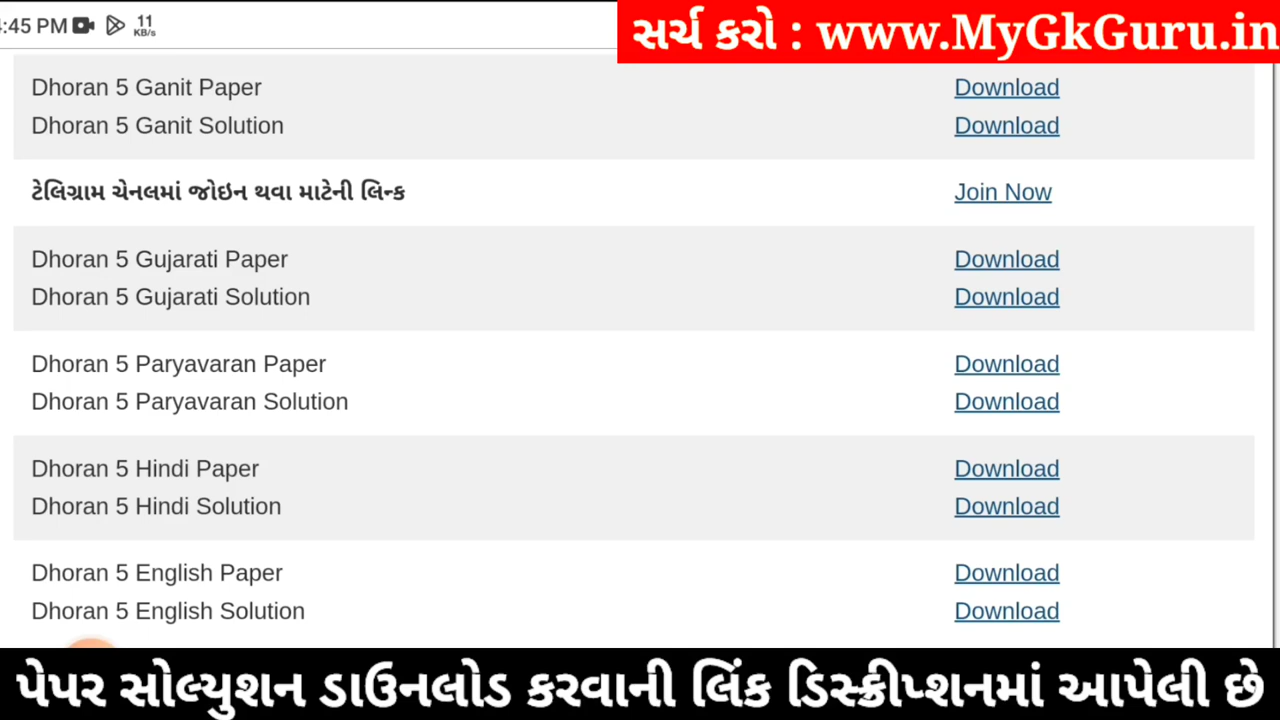 :45 PM 11 KB/s
સર્ચ કરો : www.MyGkGuru.in
Dhoran 5 Ganit Paper Download
Dhoran 5 Ganit Solution Download
ટેલિગ્રામ ચેનલમાં જોઇન થવા માટેની લિન્ક Join Now
Dhoran 5 Gujarati Paper Download
Dhoran 5 Gujarati Solution Download
Dhoran 5 Paryavaran Paper Download
Dhoran 5 Paryavaran Solution Download
Dhoran 5 Hindi Paper Download
Dhoran 5 Hindi Solution Download
Dhoran 5 English Paper Download
Dhoran 5 English Solution Download
પેપર સોલ્યુશન ડાઉનલોડ કરવાની લિંક ડિસ્ક્રીપ્શનમાં આપેલી છે